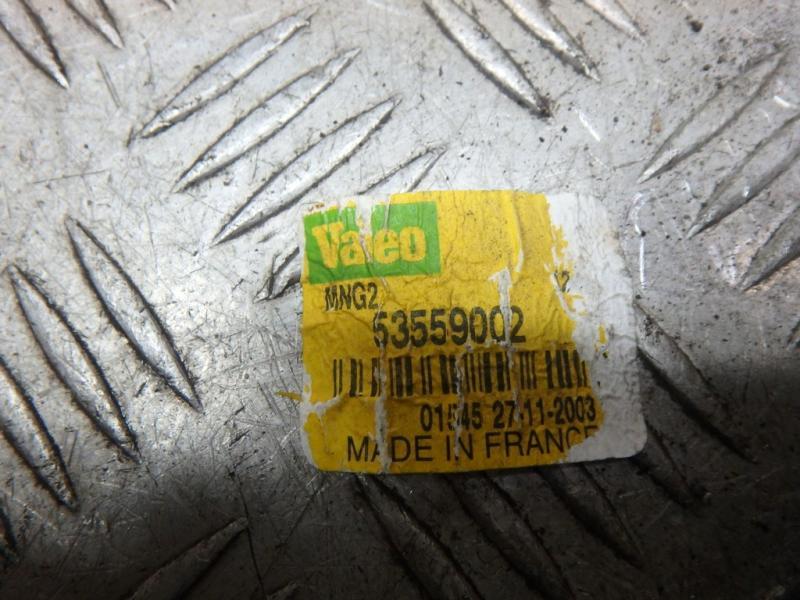 Valeo
MNG2
53559002
01545 27-11-2003
MADE IN FRANCE